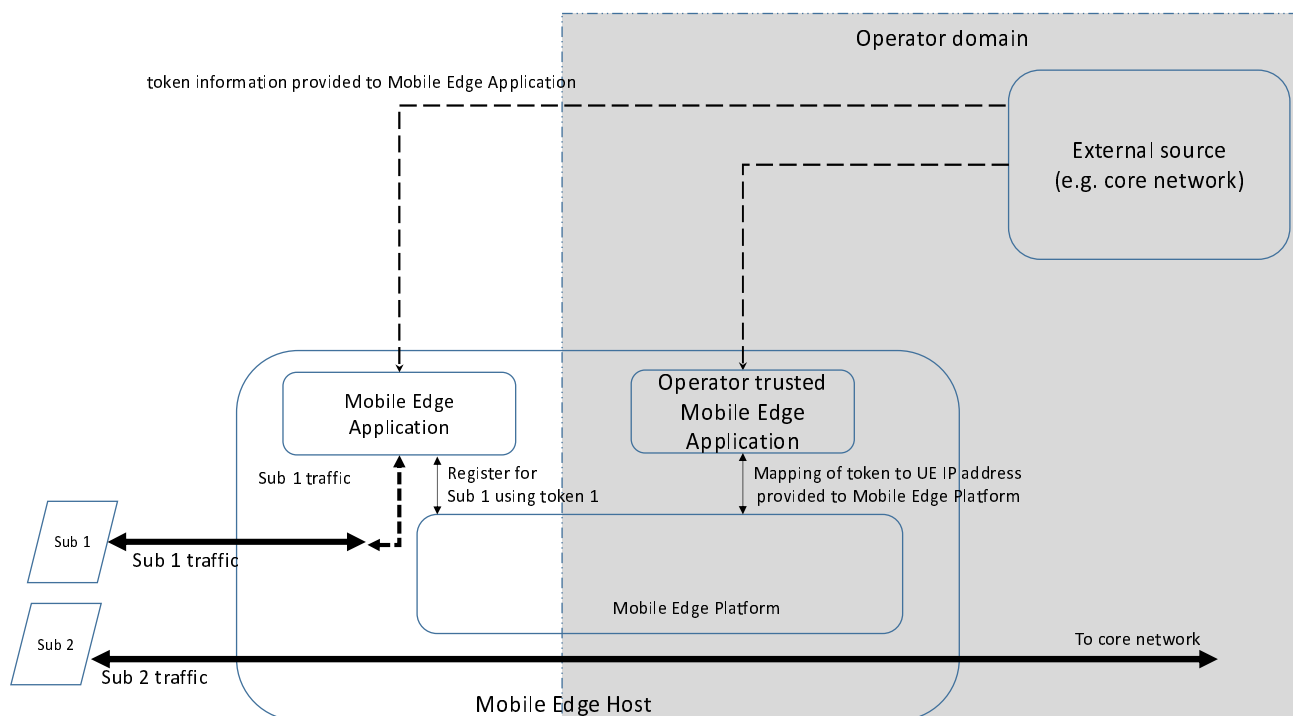 Operator domain
token information provided to Mobile Edge Application
External source
(e.g. core network)
Mobile Edge
Application
Operator trusted
Mobile Edge
Application
Sub 1 traffic
Register for
Sub 1 using token 1
Mapping of token to UE IP address
provided to Mobile Edge Platform
Sub 1
Sub 1 traffic
Mobile Edge Platform
Sub 2
To core network
Sub 2 traffic
Mobile Edge Host